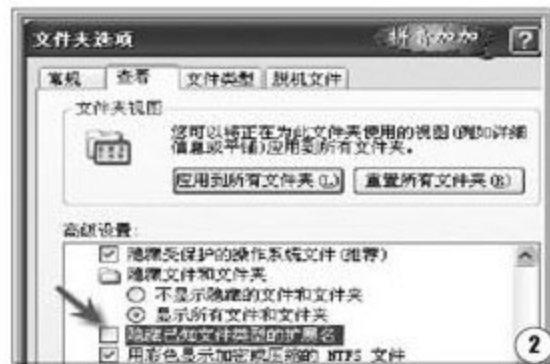 文件夹选项
拼音加加
常规 查看 文件类型 脱机文件
文件夹视图
您可以将正在为此文件夹使用的视图(例如详细
信息或平铺)应用到所有文件夹。
应用到所有文件夹(L) 重置所有文件夹(R)
高级设置:
隐藏受保护的操作系统文件(推荐)
隐藏文件和文件夹
不显示隐藏的文件和文件夹
显示所有文件和文件夹
隐藏已知文件类型的扩展名
用彩色显示加密或压缩的 NTFS 文件
2